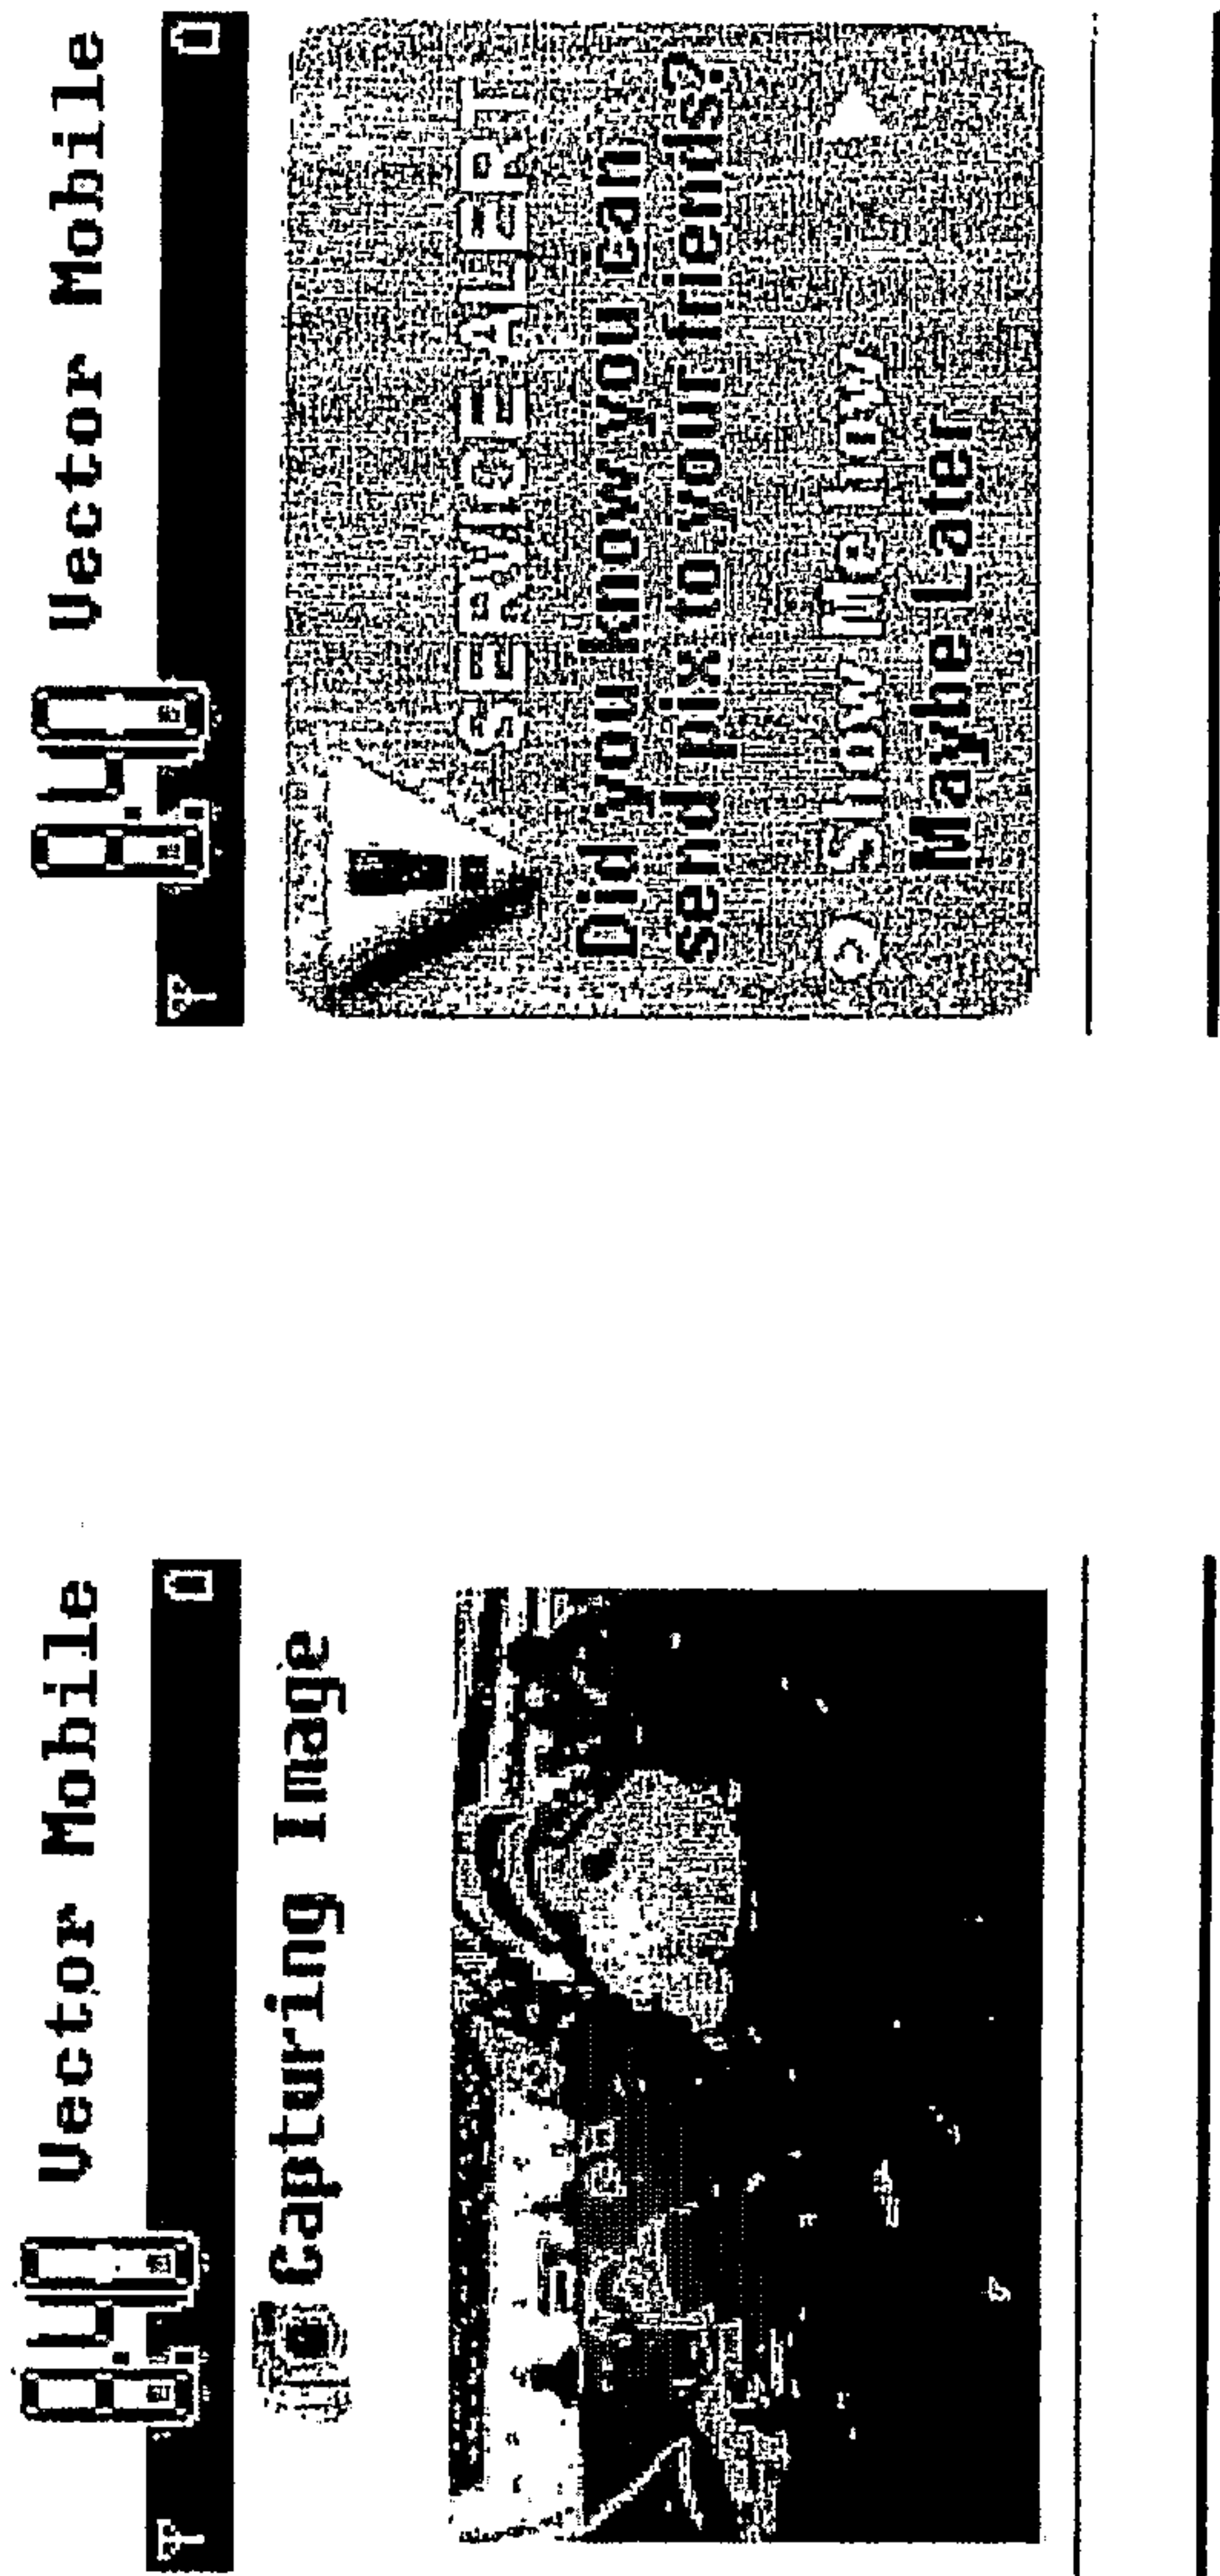 Vector Mobile
Capturing Image
Vector Mobile
SERVICE ALERT
Did you know you can
send pix to your friends?
Show Me how
Maybe Later